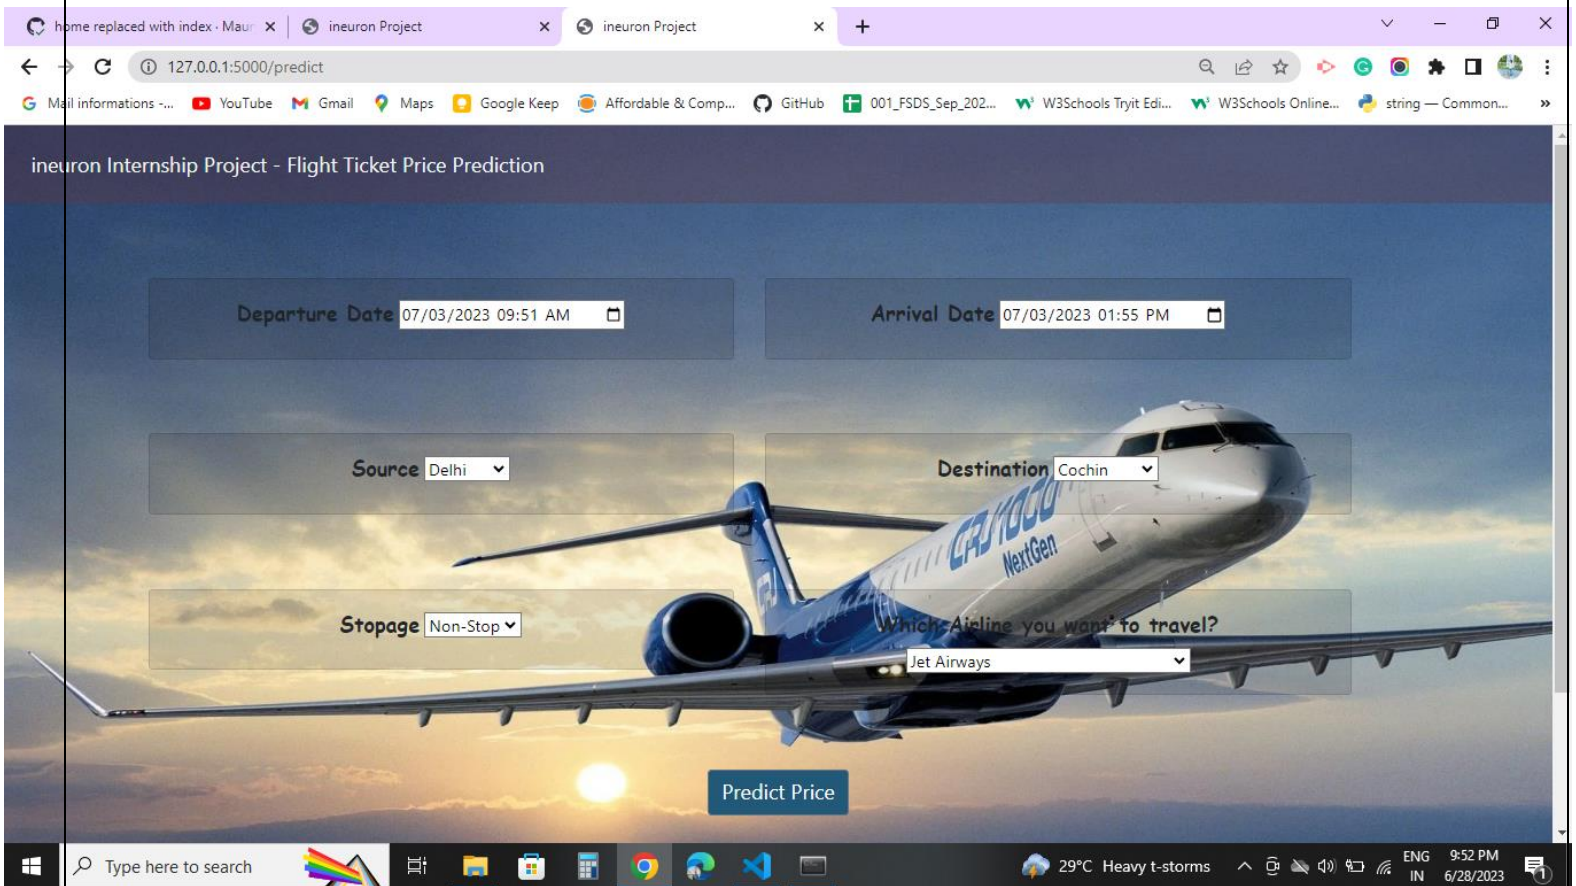 home replaced with index · Maur
ineuron Project
ineuron Project
127.0.0.1:5000/predict
Mail informations -...
YouTube
Gmail
Maps
Google Keep
Affordable & Comp...
GitHub
001_FSDS_Sep_202...
W3Schools Tryit Edi...
W3Schools Online...
string — Common...
»
ineuron Internship Project - Flight Ticket Price Prediction
Departure Date 07/03/2023 09:51 AM
Arrival Date 07/03/2023 01:55 PM
Source Delhi
Destination Cochin
CRJ1000
NextGen
CRJ
Stopage Non-Stop
Which Airline you want to travel?
Jet Airways
Predict Price
Type here to search
29°C Heavy t-storms
ENG
IN
9:52 PM
6/28/2023
1